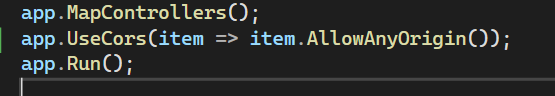 app.MapControllers();
app.UseCors(item => item.AllowAnyOrigin());
app.Run();